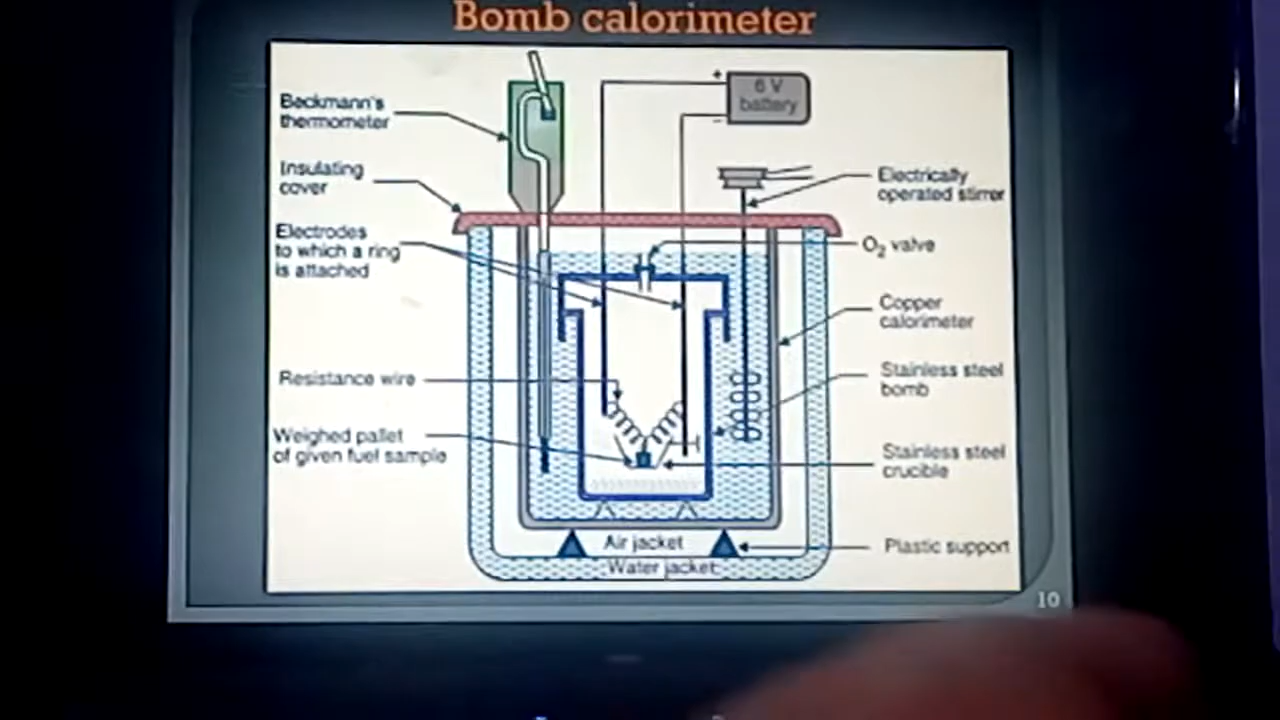 Bomb calorimeter
6 V
battery
+
−
Beckmann's
thermometer
Insulating
cover
Electrodes
to which a ring
is attached
Resistance wire
Weighed pallet
of given fuel sample
Electrically
operated stirrer
O₂ valve
Copper
calorimeter
Stainless steel
bomb
Stainless steel
crucible
Plastic support
Air jacket
Water jacket
10